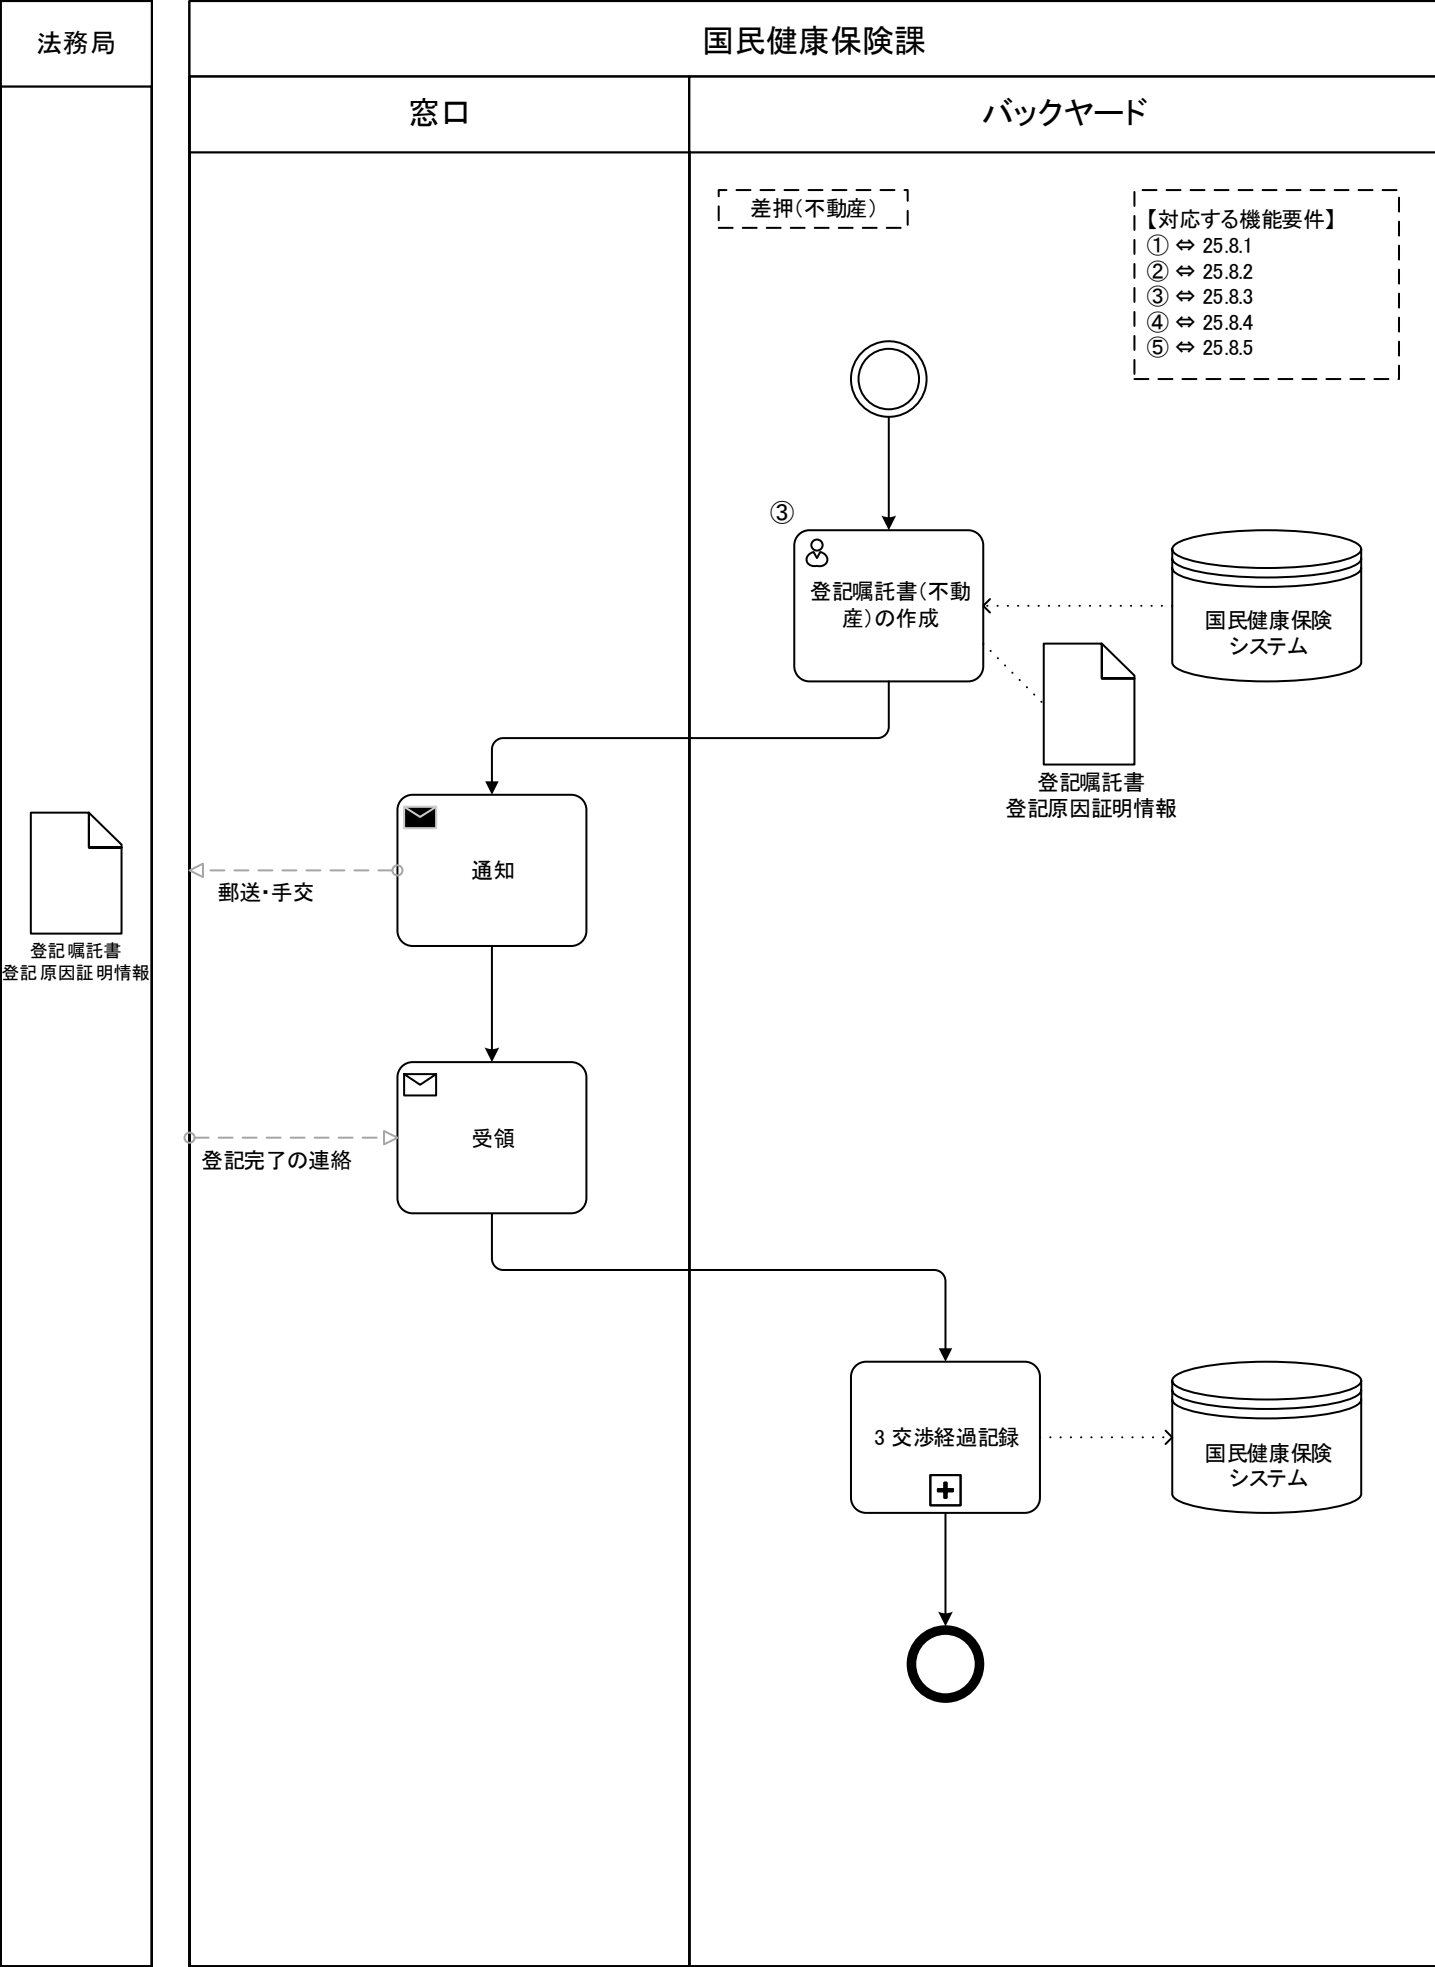 法務局
国民健康保険課
窓口
バックヤード
差押(不動産)
【対応する機能要件】
① ⇔ 25.8.1
② ⇔ 25.8.2
③ ⇔ 25.8.3
④ ⇔ 25.8.4
⑤ ⇔ 25.8.5
③
登記嘱託書(不動
産)の作成
国民健康保険
システム
登記嘱託書
登記原因証明情報
通知
郵送・手交
登記嘱託書
登記原因証明情報
受領
登記完了の連絡
3 交渉経過記録
国民健康保険
システム